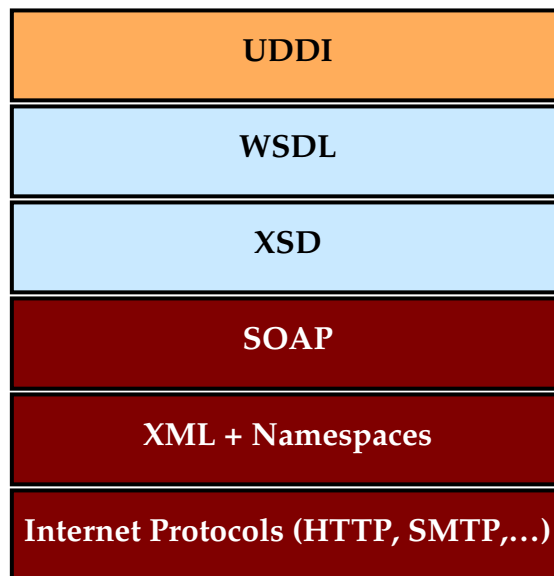 UDDI
WSDL
XSD
SOAP
XML + Namespaces
Internet Protocols (HTTP, SMTP,…)